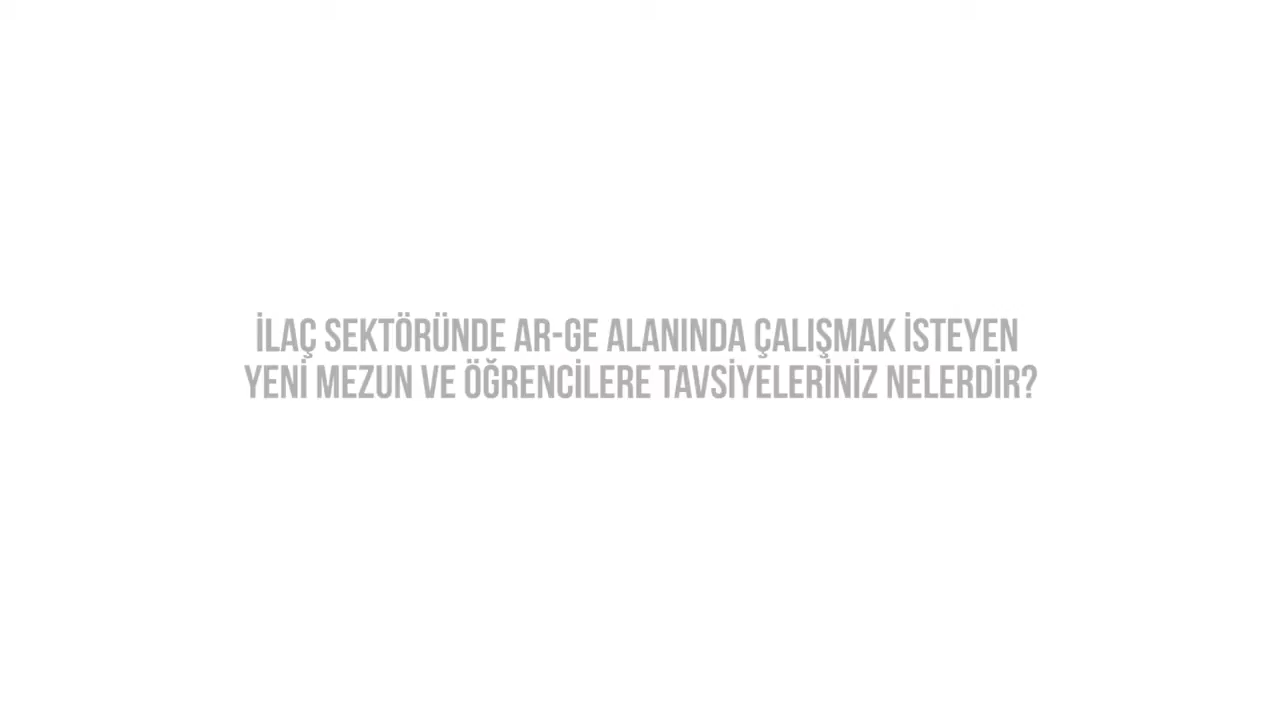 İLAÇ SEKTÖRÜNDE AR-GE ALANINDA ÇALIŞMAK İSTEYEN
YENİ MEZUN VE ÖĞRENCİLERE TAVSİYELERİNİZ NELERDİR?